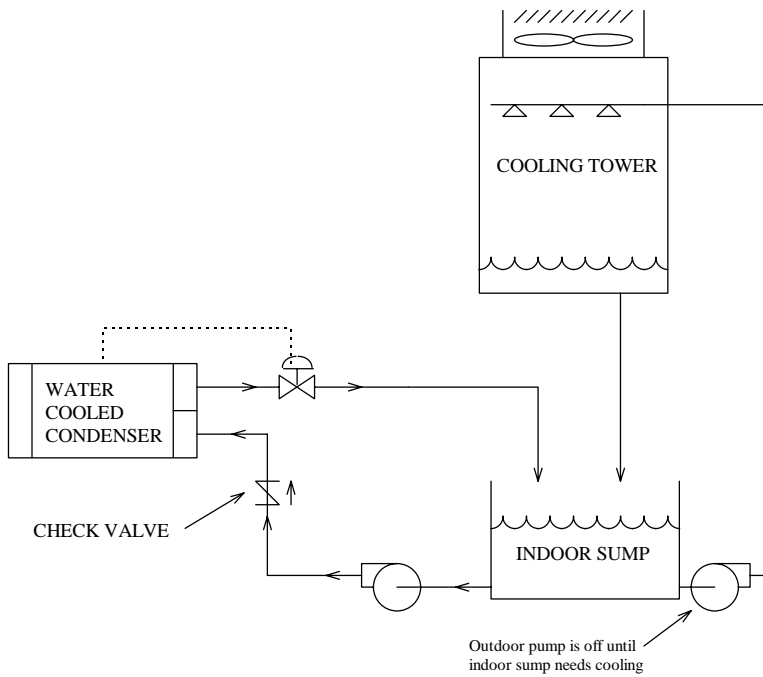 COOLING TOWER
WATER
COOLED
CONDENSER
CHECK VALVE
INDOOR SUMP
Outdoor pump is off until
indoor sump needs cooling